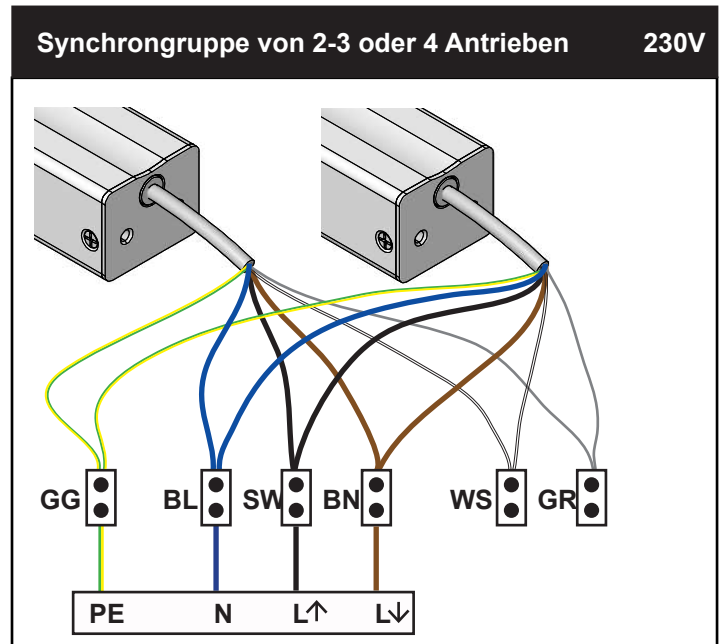 Synchrongruppe von 2-3 oder 4 Antrieben 230V
GG BL SW BN WS GR
PE N L↑ L↓